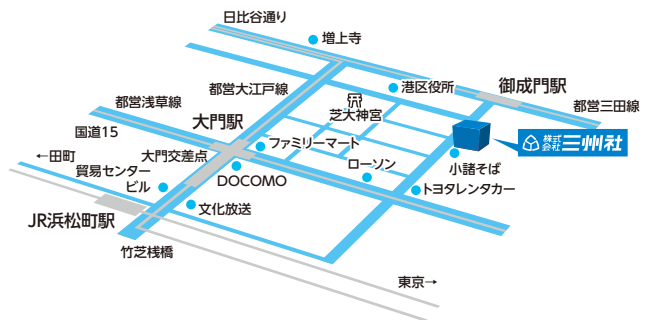 日比谷通り
増上寺
港区役所
御成門駅
都営三田線
都営大江戸線
芝大神宮
都営浅草線
大門駅
国道15
ファミリーマート
株式
会社 三州社
←田町
大門交差点
ローソン
小諸そば
貿易センター
ビル
DOCOMO
トヨタレンタカー
文化放送
JR浜松町駅
竹芝桟橋
東京→